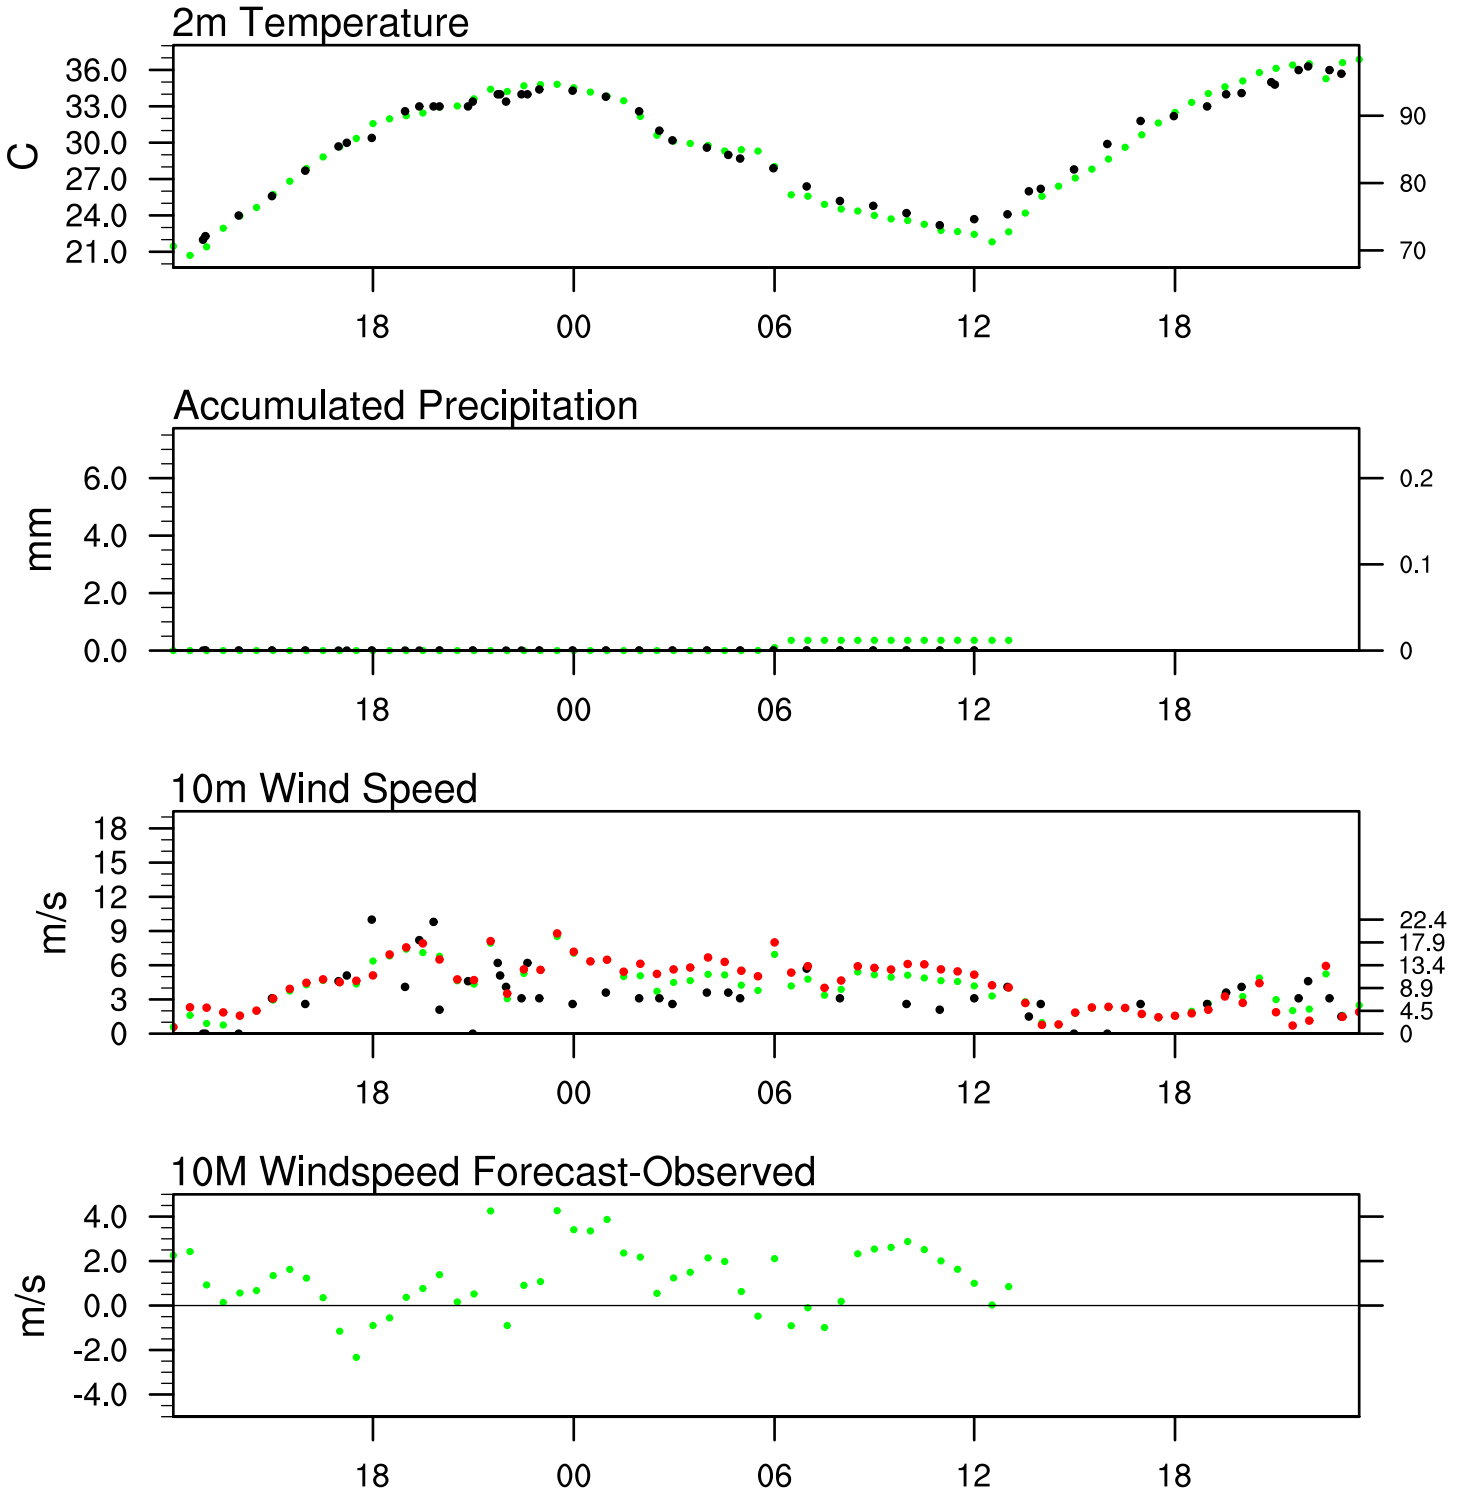 2m Temperature
36.0
33.0
30.0
27.0
24.0
21.0
C
90
80
70
18 00 06 12 18
Accumulated Precipitation
6.0
4.0
2.0
0.0
mm
0.2
0.1
0
18 00 06 12 18
10m Wind Speed
18
15
12
9
6
3
0
m/s
22.4
17.9
13.4
8.9
4.5
0
18 00 06 12 18
10M Windspeed Forecast-Observed
4.0
2.0
0.0
-2.0
-4.0
m/s
18 00 06 12 18